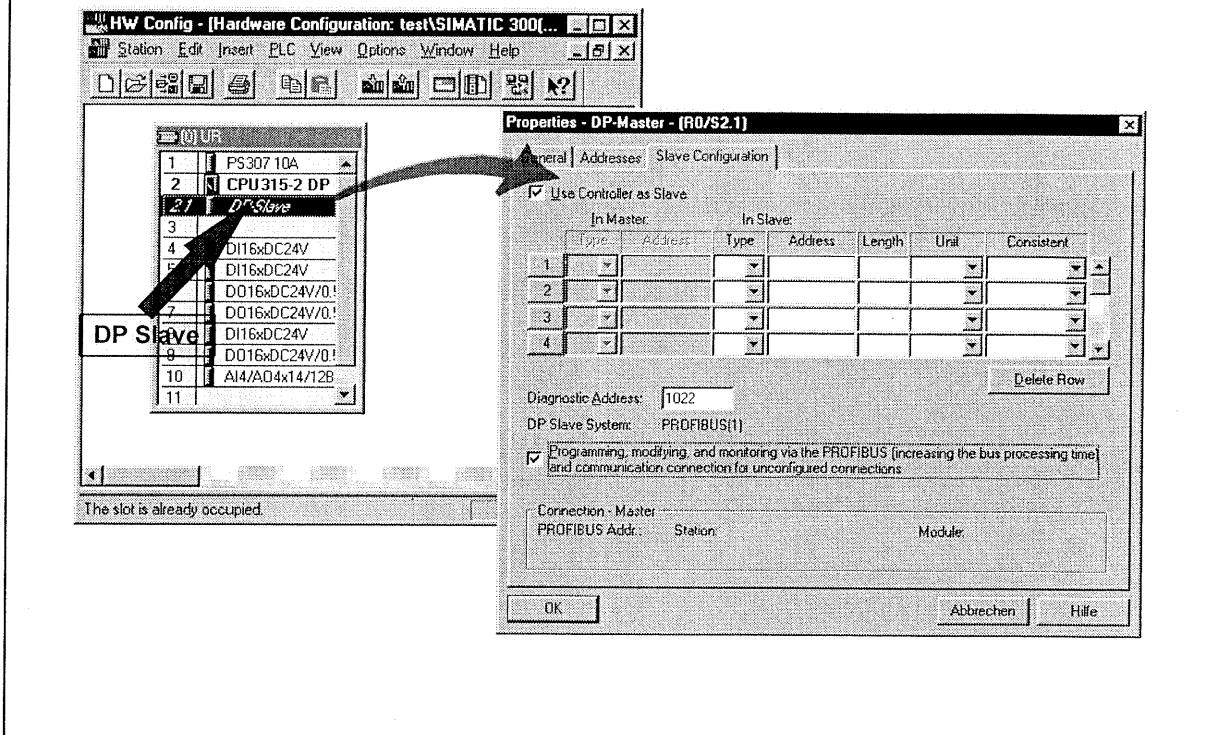 HW Config - [Hardware Configuration: test\SIMATIC 300(...
Station Edit Insert PLC View Options Window Help
(0) UR
1 PS307 10A
2 CPU315-2 DP
2.1 DP-Slave
3
4 DI16xDC24V
5 DI16xDC24V
DO16xDC24V/0.5
7 DO16xDC24V/0.5
DI16xDC24V
9 DO16xDC24V/0.5
10 AI4/AO4x14/12B
11
DP Slave
The slot is already occupied.
Properties - DP-Master - (R0/S2.1)
General Addresses Slave Configuration
Use Controller as Slave
In Master: In Slave:
Type Address Type Address Length Unit Consistent
1
2
3
4
Delete Row
Diagnostic Address: 1022
DP Slave System: PROFIBUS(1)
Programming, modifying, and monitoring via the PROFIBUS (increasing the bus processing time)
and communication connection for unconfigured connections
Connection - Master
PROFIBUS Addr.: Station: Module:
OK Abbrechen Hilfe